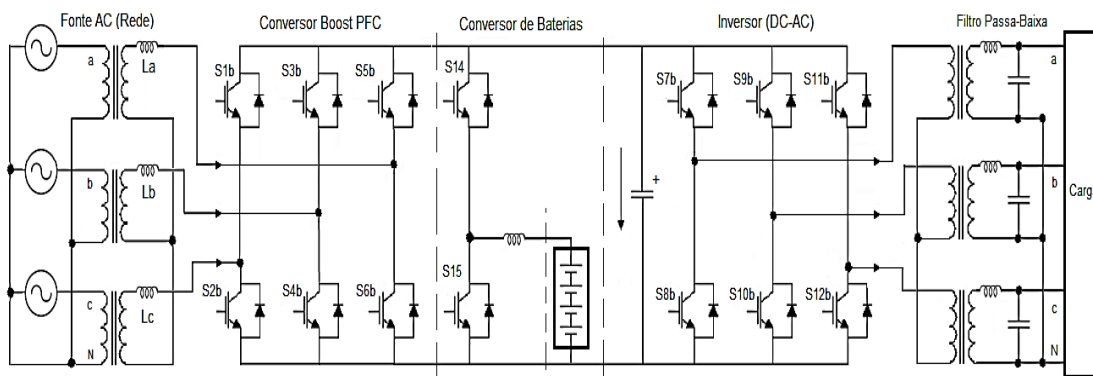 Fonte AC (Rede)
Conversor Boost PFC
Conversor de Baterias
Inversor (DC-AC)
Filtro Passa-Baixa
a
La
S1b
S3b
S5b
S14
S7b
S9b
S11b
a
b
Lb
+
b
Carga
c
Lc
N
S2b
S4b
S6b
S15
S8b
S10b
S12b
c
N